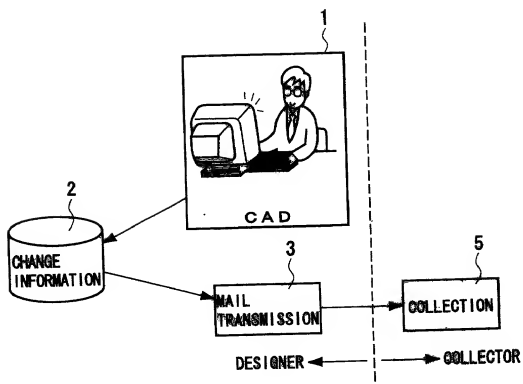 1
CAD
2
CHANGE
INFORMATION
3
MAIL
TRANSMISSION
5
COLLECTION
DESIGNER
COLLECTOR